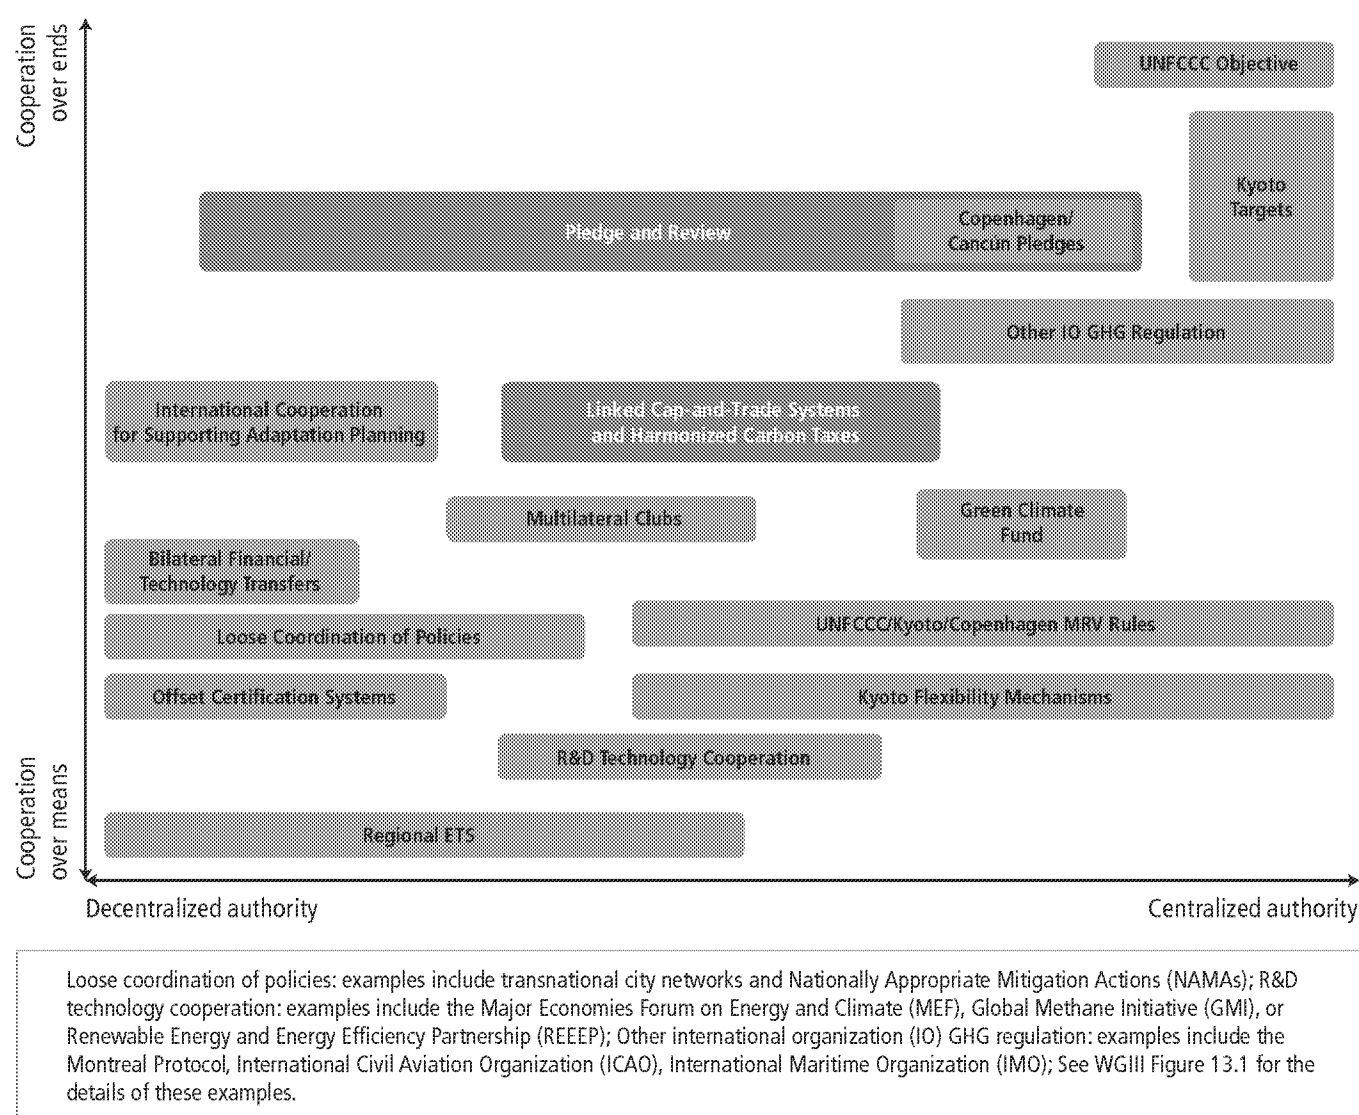 Cooperation
over ends
UNFCCC Objective
Kyoto
Targets
Pledge and Review
Copenhagen/
Cancún Pledges
Other IO GHG Regulation
International Cooperation
for Supporting Adaptation Planning
Linked Cap-and-Trade Systems
and Harmonized Carbon Taxes
Multilateral Clubs
Green Climate
Fund
Bilateral Financial/
Technology Transfers
Loose Coordination of Policies
UNFCCC/Kyoto/Copenhagen MRV Rules
Offset Certification Systems
Kyoto Flexibility Mechanisms
R&D Technology Cooperation
Cooperation
over means
Regional ETS
Decentralized authority
Centralized authority
Loose coordination of policies: examples include transnational city networks and Nationally Appropriate Mitigation Actions (NAMAs); R&D
technology cooperation: examples include the Major Economies Forum on Energy and Climate (MEF), Global Methane Initiative (GMI), or
Renewable Energy and Energy Efficiency Partnership (REEEP); Other international organization (IO) GHG regulation: examples include the
Montreal Protocol, International Civil Aviation Organization (ICAO), International Maritime Organization (IMO); See WGIII Figure 13.1 for the
details of these examples.